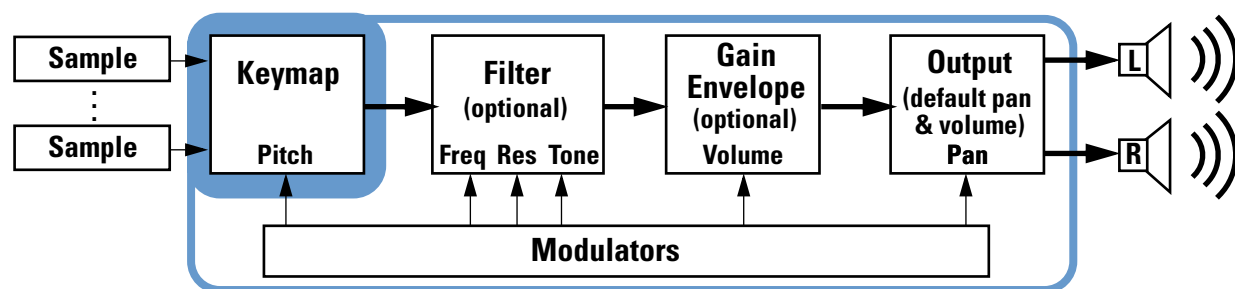 Sample
Sample
Keymap
Pitch
Filter
(optional)
Freq Res Tone
Gain
Envelope
(optional)
Volume
Output
(default pan
& volume)
Pan
L
R
Modulators